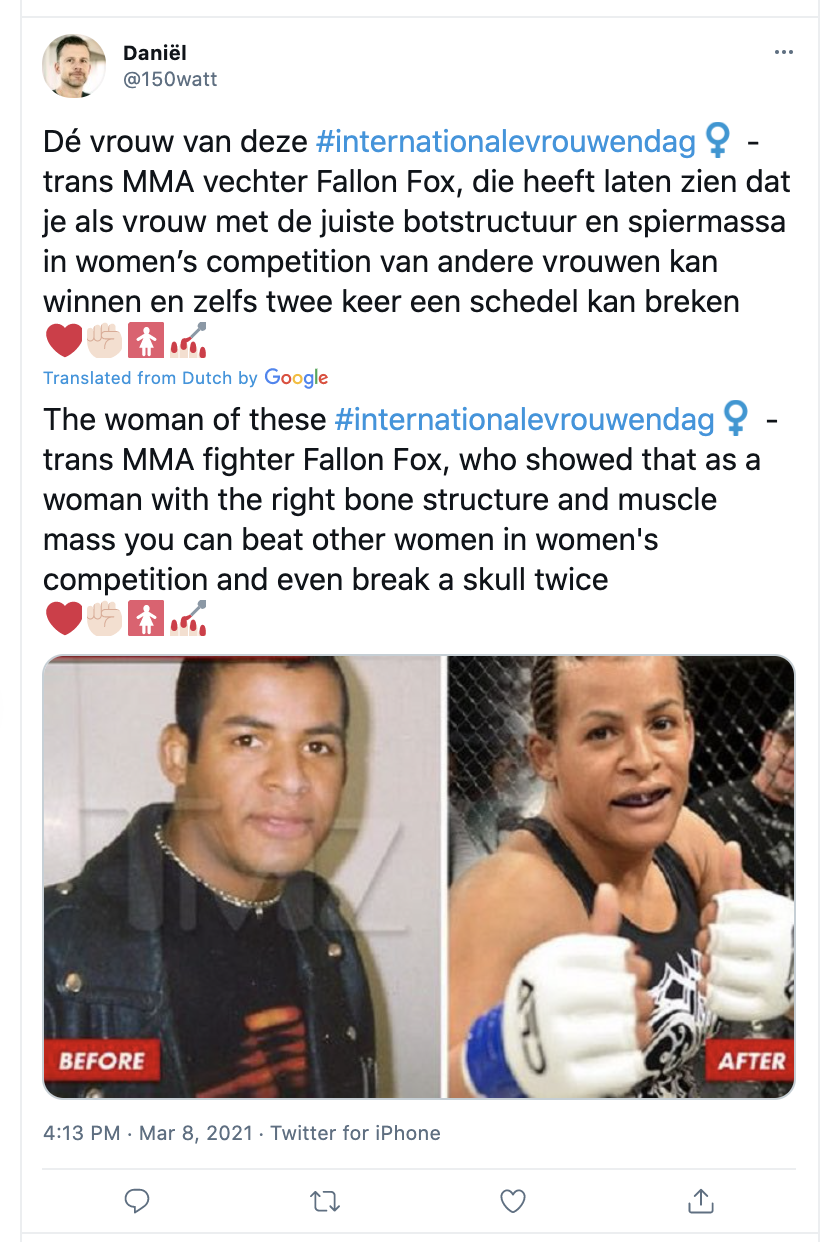 Daniël
@150watt
Dé vrouw van deze #internationalevrouwendag♀ -
trans MMA vechter Fallon Fox, die heeft laten zien dat
je als vrouw met de juiste botstructuur en spiermassa
in women’s competition van andere vrouwen kan
winnen en zelfs twee keer een schedel kan breken
❤️✊🏻🚺💅🏻
Translated from Dutch by Google
The woman of these #internationalevrouwendag♀ -
trans MMA fighter Fallon Fox, who showed that as a
woman with the right bone structure and muscle
mass you can beat other women in women's
competition and even break a skull twice
❤️✊🏻🚺💅🏻
TMZ
BEFORE
AFTER
4:13 PM · Mar 8, 2021 · Twitter for iPhone